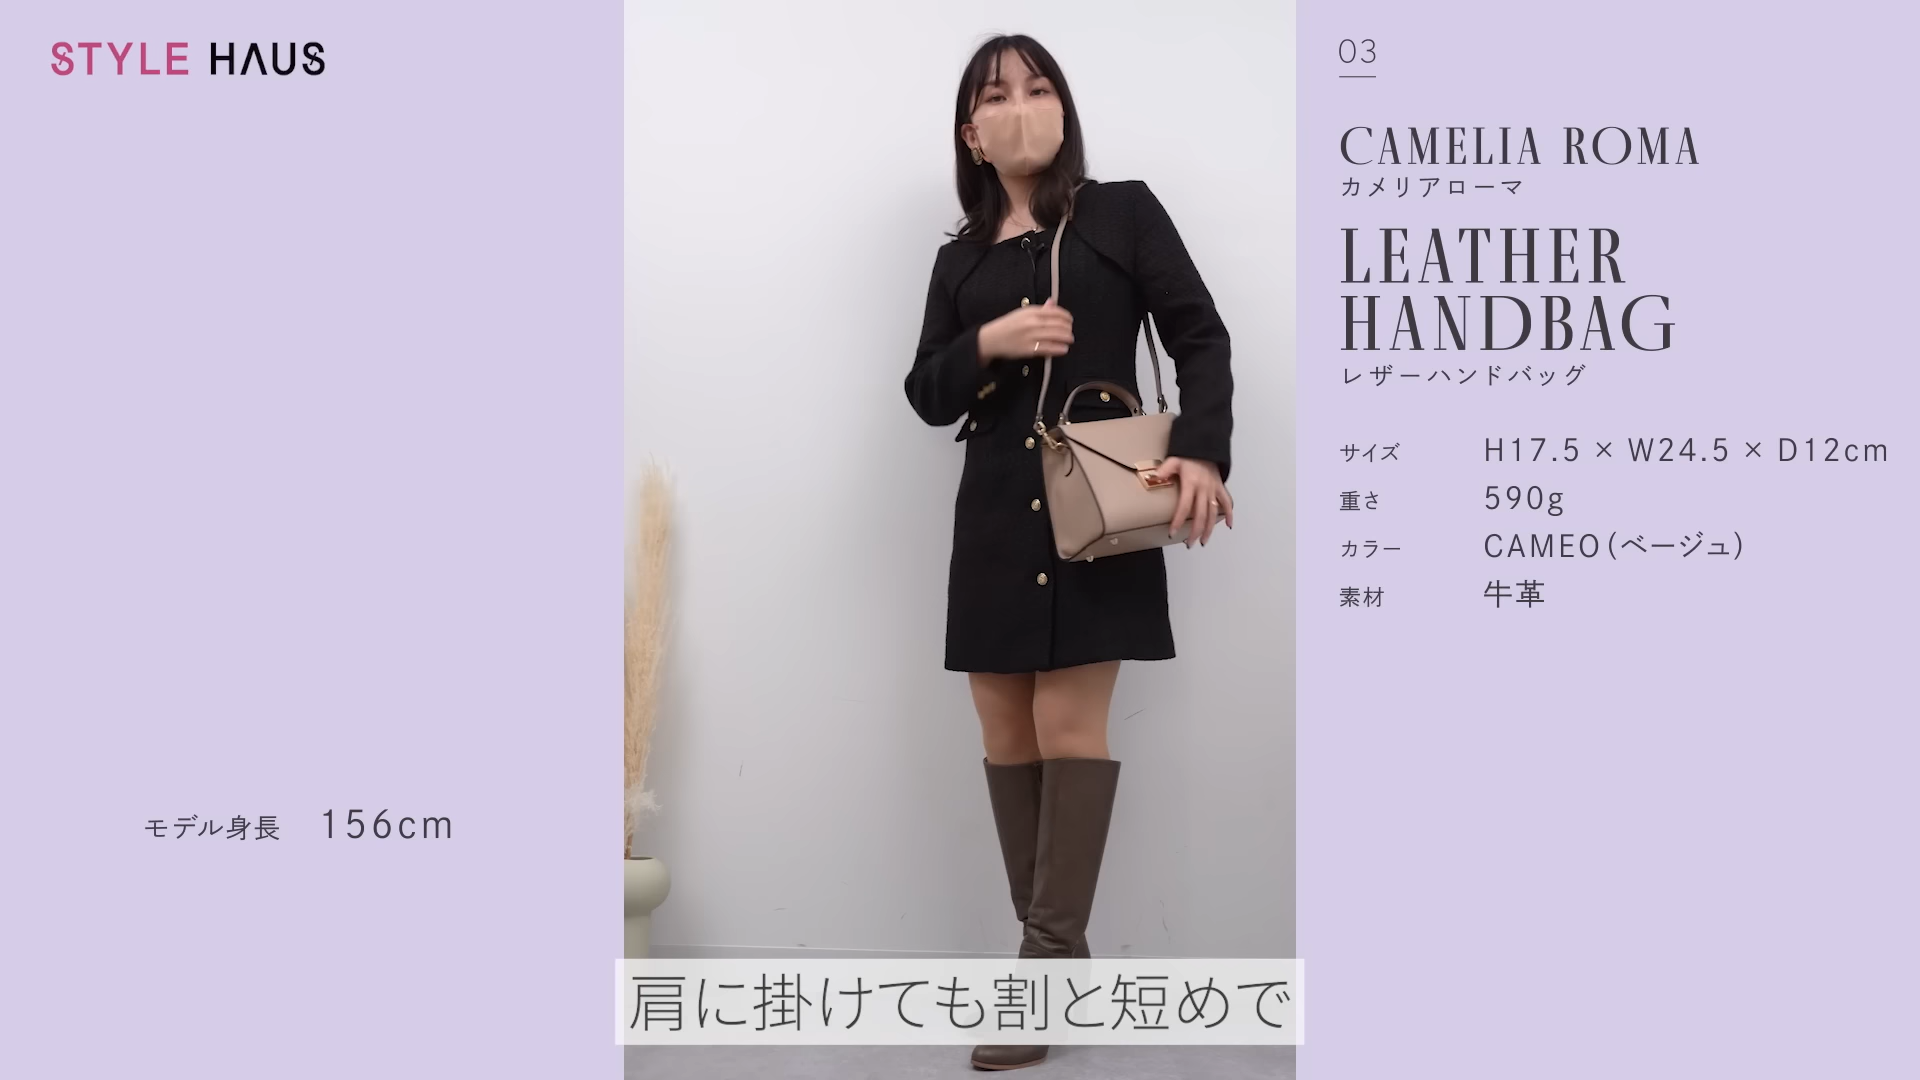 STYLE HAUS
03
CAMELIA ROMA
カメリアローマ
LEATHER
HANDBAG
レザーハンドバッグ
サイズ H17.5 × W24.5 × D12cm
重さ 590g
カラー CAMEO(ベージュ)
素材 牛革
モデル身長 156cm
肩に掛けても割と短めで